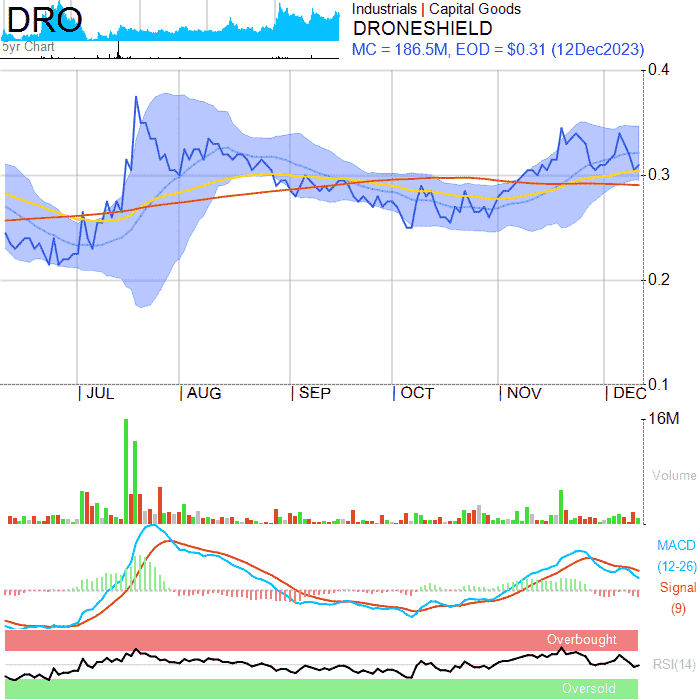 DRO
5yr Chart
Industrials | Capital Goods
DRONESHIELD
MC = 186.5M, EOD = $0.31 (12Dec2023)
0.4
0.3
0.2
0.1
| JUL | AUG | SEP | OCT | NOV | DEC
16M
Volume
MACD
(12-26)
Signal
(9)
Overbought
RSI(14)
Oversold